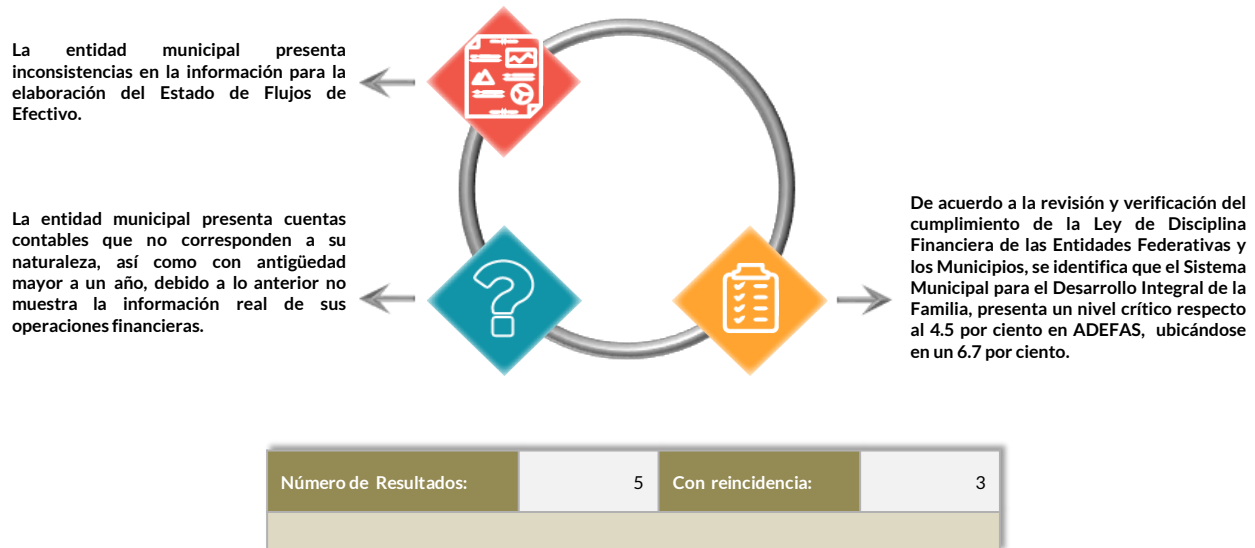 La entidad municipal presenta
inconsistencias en la información para la
elaboración del Estado de Flujos de
Efectivo.
La entidad municipal presenta cuentas
contables que no corresponden a su
naturaleza, así como con antigüedad
mayor a un año, debido a lo anterior no
muestra la información real de sus
operaciones financieras.
De acuerdo a la revisión y verificación del
cumplimiento de la Ley de Disciplina
Financiera de las Entidades Federativas y
los Municipios, se identifica que el Sistema
Municipal para el Desarrollo Integral de la
Familia, presenta un nivel crítico respecto
al 4.5 por ciento en ADEFAS, ubicándose
en un 6.7 por ciento.
Número de Resultados: 5 Con reincidencia: 3